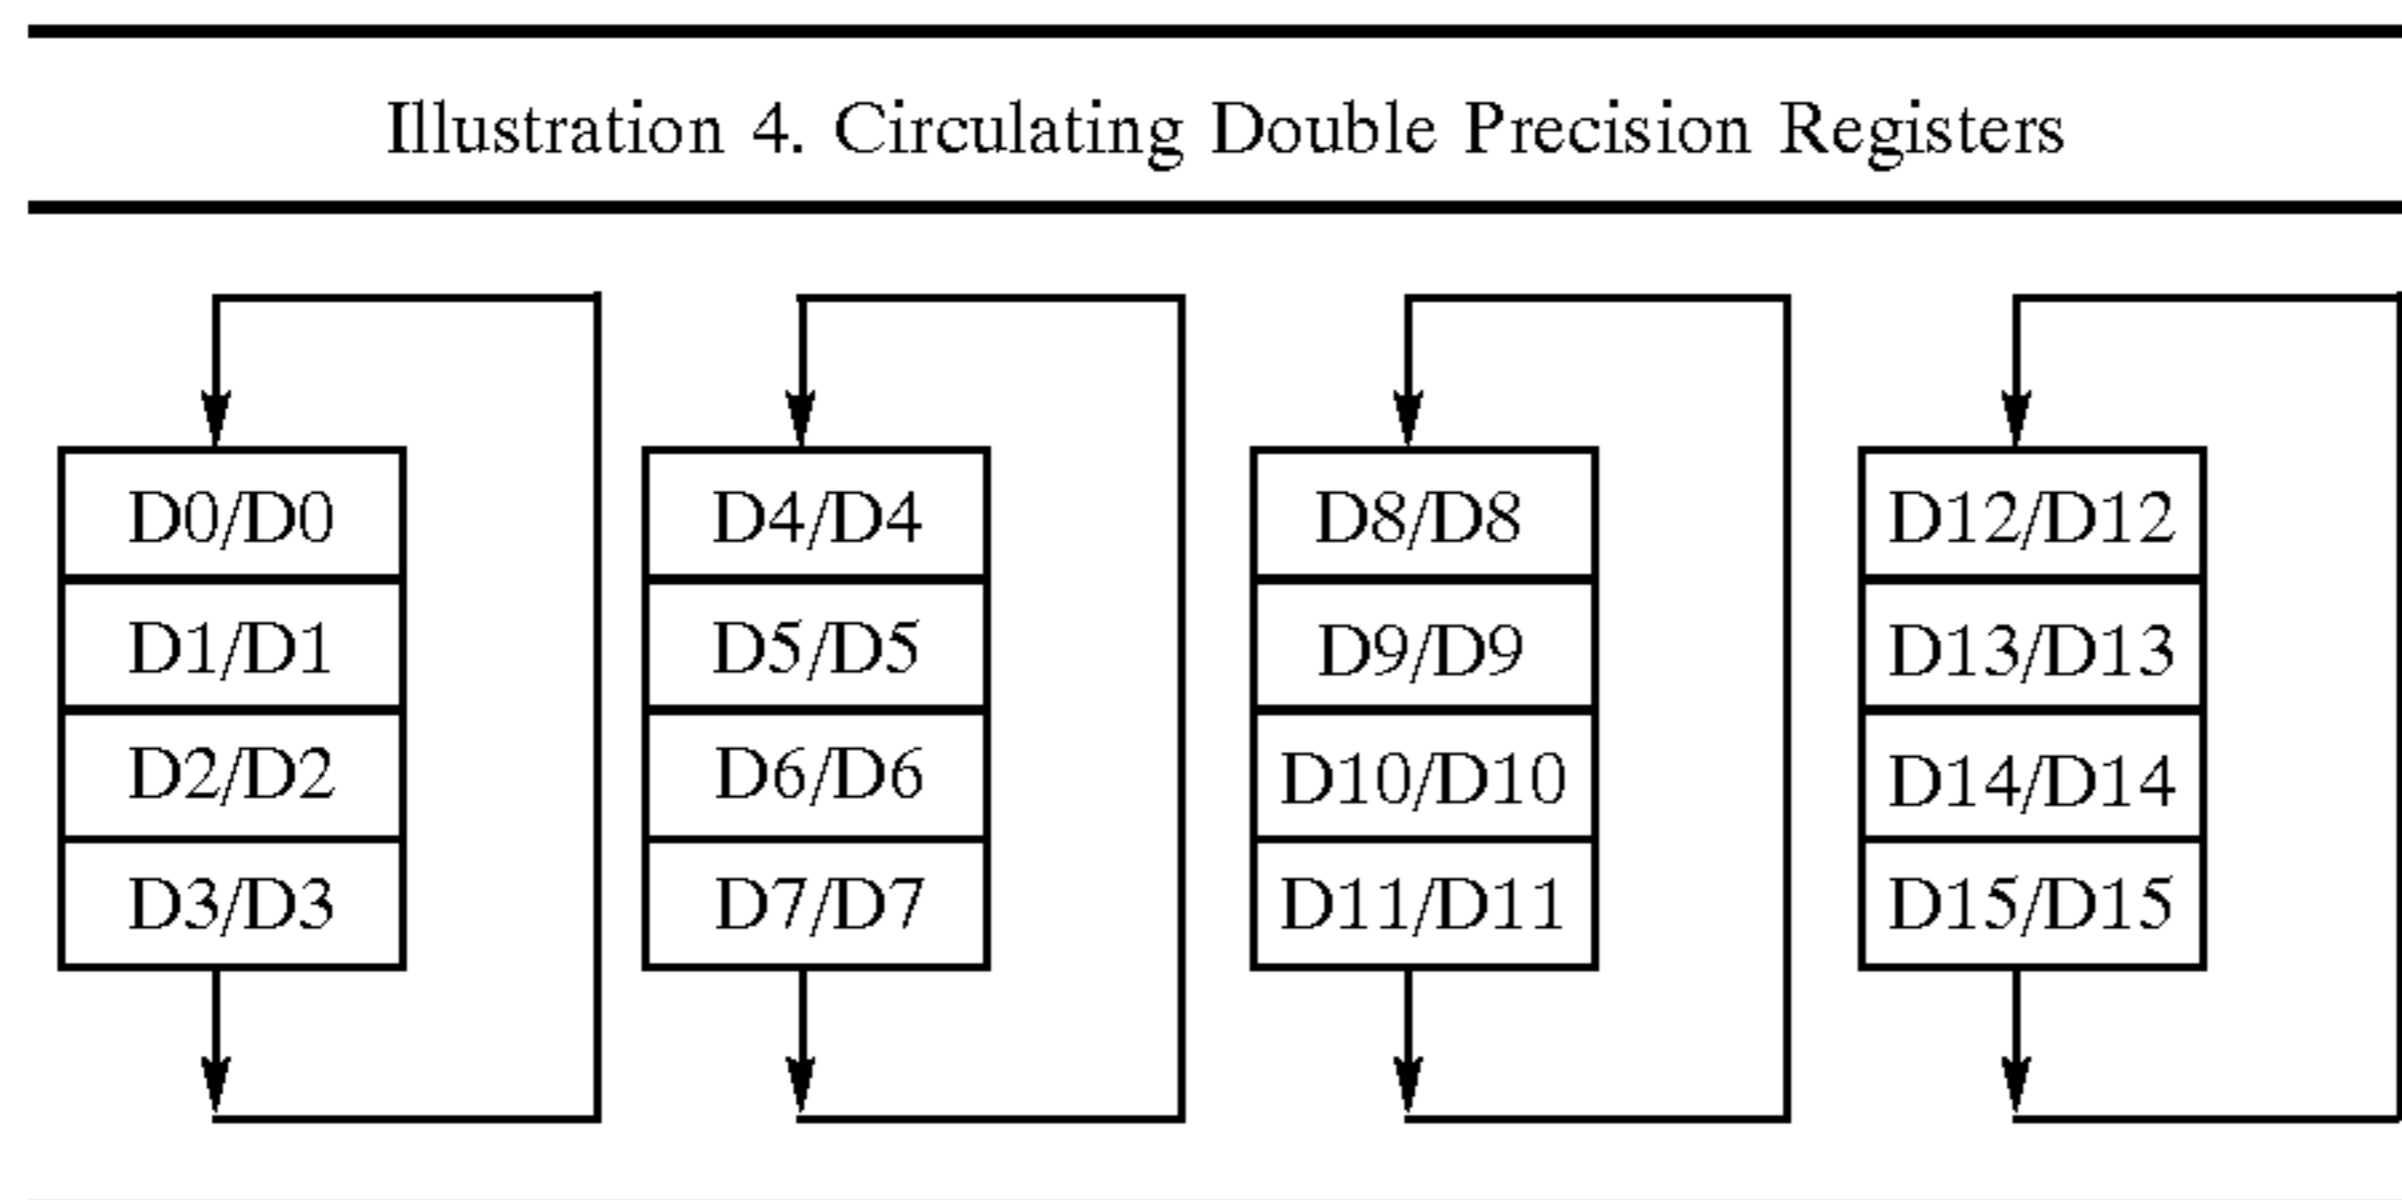 Illustration 4. Circulating Double Precision Registers
D0/D0
D1/D1
D2/D2
D3/D3
D4/D4
D5/D5
D6/D6
D7/D7
D8/D8
D9/D9
D10/D10
D11/D11
D12/D12
D13/D13
D14/D14
D15/D15